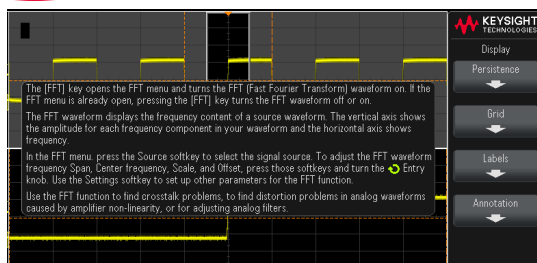 KEYSIGHT
TECHNOLOGIES
Display
Persistence
Grid
Labels
Annotation
The [FFT] key opens the FFT menu and turns the FFT (Fast Fourier Transform) waveform on. If the
FFT menu is already open, pressing the [FFT] key turns the FFT waveform off or on.
The FFT waveform displays the frequency content of a source waveform. The vertical axis shows
the amplitude for each frequency component in your waveform and the horizontal axis shows
frequency.
In the FFT menu. press the Source softkey to select the signal source. To adjust the FFT waveform
frequency Span, Center frequency, Scale, and Offset, press those softkeys and turn the Entry
knob. Use the Settings softkey to set up other parameters for the FFT function.
Use the FFT function to find crosstalk problems, to find distortion problems in analog waveforms
caused by amplifier non-linearity, or for adjusting analog filters.